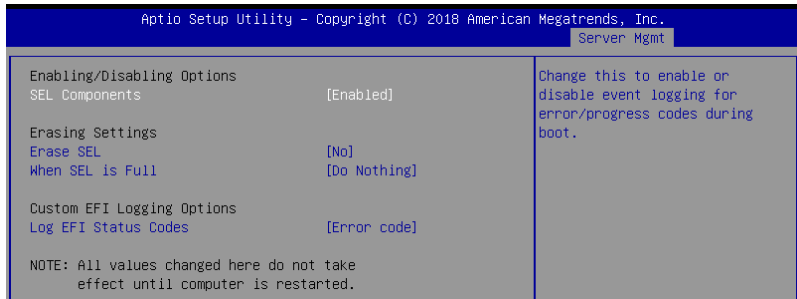 Aptio Setup Utility – Copyright (C) 2018 American Megatrends, Inc.
Server Mgmt
Enabling/Disabling Options
SEL Components [Enabled]
Erasing Settings
Erase SEL [No]
When SEL is Full [Do Nothing]
Custom EFI Logging Options
Log EFI Status Codes [Error code]
NOTE: All values changed here do not take
effect until computer is restarted.
Change this to enable or
disable event logging for
error/progress codes during
boot.